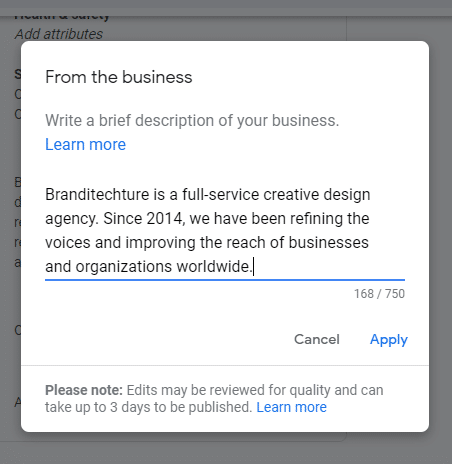 Health & safety
Add attributes
From the business
Write a brief description of your business.
Learn more
Branditechture is a full-service creative design
agency. Since 2014, we have been refining the
voices and improving the reach of businesses
and organizations worldwide.
168 / 750
Cancel
Apply
Please note: Edits may be reviewed for quality and can
take up to 3 days to be published. Learn more